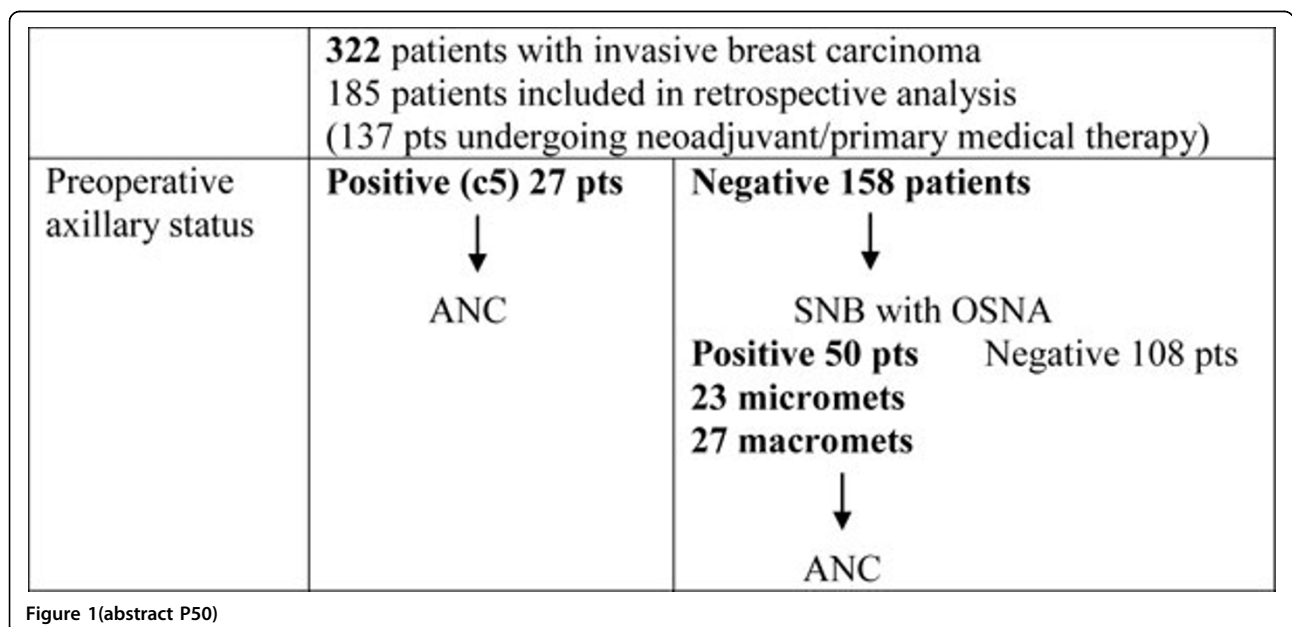 322 patients with invasive breast carcinoma
185 patients included in retrospective analysis
(137 pts undergoing neoadjuvant/primary medical therapy)
Preoperative
axillary status
Positive (c5) 27 pts
ANC
Negative 158 patients
SNB with OSNA
Positive 50 pts Negative 108 pts
23 micromets
27 macromets
ANC
Figure 1(abstract P50)